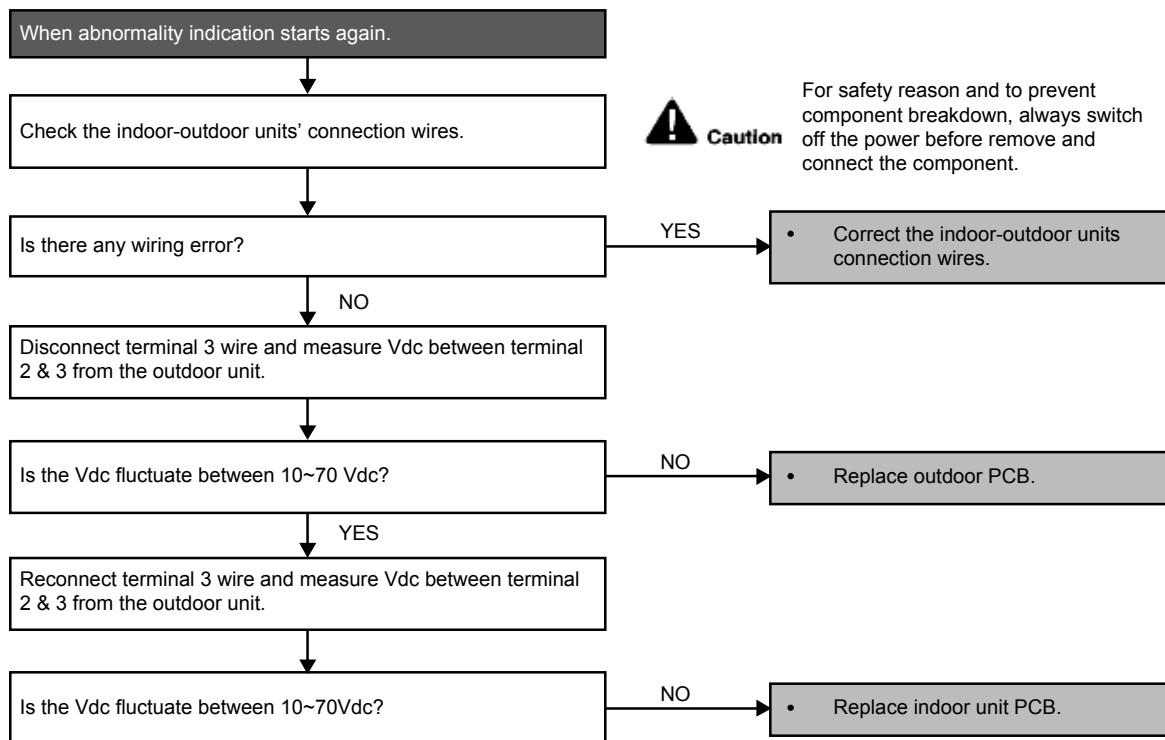 When abnormality indication starts again.
Check the indoor-outdoor units’ connection wires.
Caution
For safety reason and to prevent
component breakdown, always switch
off the power before remove and
connect the component.
Is there any wiring error?
YES
• Correct the indoor-outdoor units
connection wires.
NO
Disconnect terminal 3 wire and measure Vdc between terminal
2 & 3 from the outdoor unit.
Is the Vdc fluctuate between 10~70 Vdc?
NO
• Replace outdoor PCB.
YES
Reconnect terminal 3 wire and measure Vdc between terminal
2 & 3 from the outdoor unit.
Is the Vdc fluctuate between 10~70Vdc?
NO
• Replace indoor unit PCB.